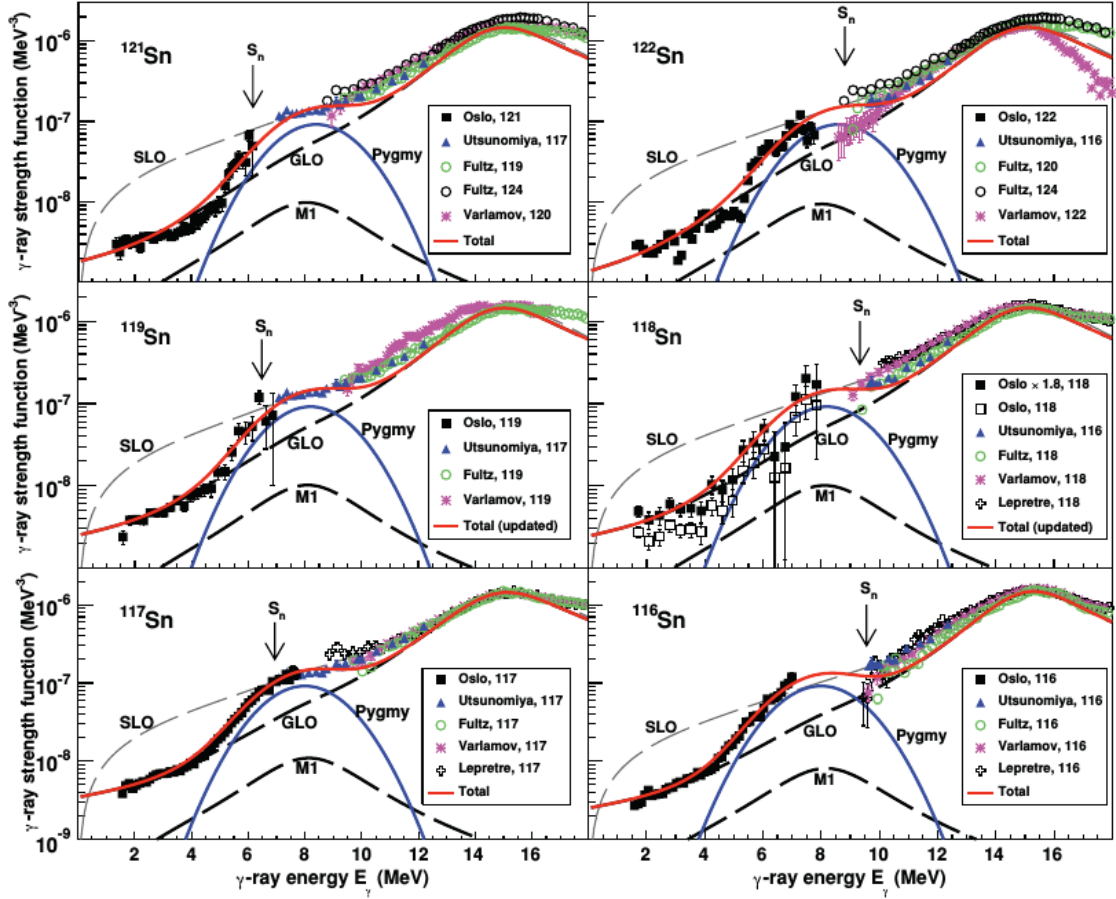 γ-ray strength function (MeV⁻³)
10⁻⁶
10⁻⁷
10⁻⁸
¹²¹Sn
Sₙ
SLO
GLO
Pygmy
M1
Oslo, 121
Utsunomiya, 117
Fultz, 119
Fultz, 124
Varlamov, 120
Total
¹²²Sn
Sₙ
SLO
GLO
Pygmy
M1
Oslo, 122
Utsunomiya, 116
Fultz, 120
Fultz, 124
Varlamov, 122
Total
γ-ray strength function (MeV⁻³)
10⁻⁶
10⁻⁷
10⁻⁸
¹¹⁹Sn
Sₙ
SLO
GLO
Pygmy
M1
Oslo, 119
Utsunomiya, 117
Fultz, 119
Varlamov, 119
Total (updated)
¹¹⁸Sn
Sₙ
SLO
GLO
Pygmy
M1
Oslo × 1.8, 118
Oslo, 118
Utsunomiya, 116
Fultz, 118
Varlamov, 118
Lepretre, 118
Total (updated)
γ-ray strength function (MeV⁻³)
10⁻⁶
10⁻⁷
10⁻⁸
10⁻⁹
¹¹⁷Sn
Sₙ
SLO
GLO
Pygmy
M1
Oslo, 117
Utsunomiya, 117
Fultz, 117
Varlamov, 117
Lepretre, 117
Total
2 4 6 8 10 12 14 16 18
γ-ray energy E_γ (MeV)
¹¹⁶Sn
Sₙ
SLO
GLO
Pygmy
M1
Oslo, 116
Utsunomiya, 116
Fultz, 116
Varlamov, 116
Lepretre, 116
Total
2 4 6 8 10 12 14 16
γ-ray energy E_γ (MeV)